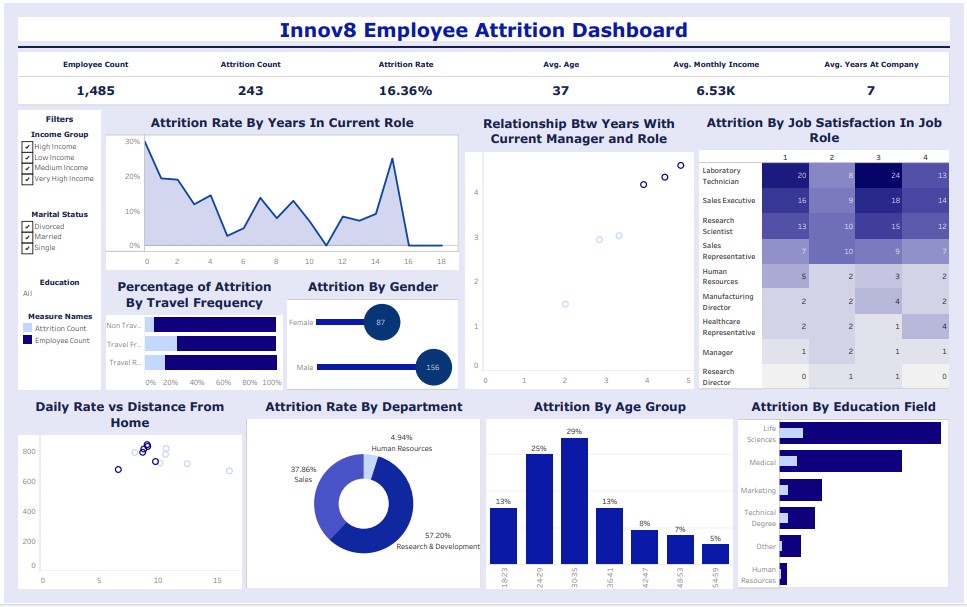 Innov8 Employee Attrition Dashboard
Employee Count
Attrition Count
Attrition Rate
Avg. Age
Avg. Monthly Income
Avg. Years At Company
1,485
243
16.36%
37
6.53K
7
Filters
Income Group
High Income
Low Income
Medium Income
Very High Income
Marital Status
Divorced
Married
Single
Education
All
Measure Names
Attrition Count
Employee Count
Attrition Rate By Years In Current Role
30%
20%
10%
0%
0 2 4 6 8 10 12 14 16 18
Percentage of Attrition
By Travel Frequency
Non Trav..
Travel Fr..
Travel R..
0% 20% 40% 60% 80% 100%
Attrition By Gender
Female 87
Male 156
Relationship Btw Years With
Current Manager and Role
4
3
2
1
0
0 1 2 3 4 5
Attrition By Job Satisfaction In Job
Role
1 2 3 4
Laboratory
Technician
20 8 24 13
Sales Executive 16 9 18 14
Research
Scientist
13 10 15 12
Sales
Representative
7 10 9 7
Human
Resources
5 2 3 2
Manufacturing
Director
2 2 4 2
Healthcare
Representative
2 2 1 4
Manager 1 2 1 1
Research
Director
0 1 1 0
Daily Rate vs Distance From
Home
800
600
400
200
0
0 5 10 15
Attrition Rate By Department
4.94%
Human Resources
37.86%
Sales
57.20%
Research & Development
Attrition By Age Group
13% 25% 29% 13% 8% 7% 5%
18-23 24-29 30-35 36-41 42-47 48-53 54-59
Attrition By Education Field
Life
Sciences
Medical
Marketing
Technical
Degree
Other
Human
Resources